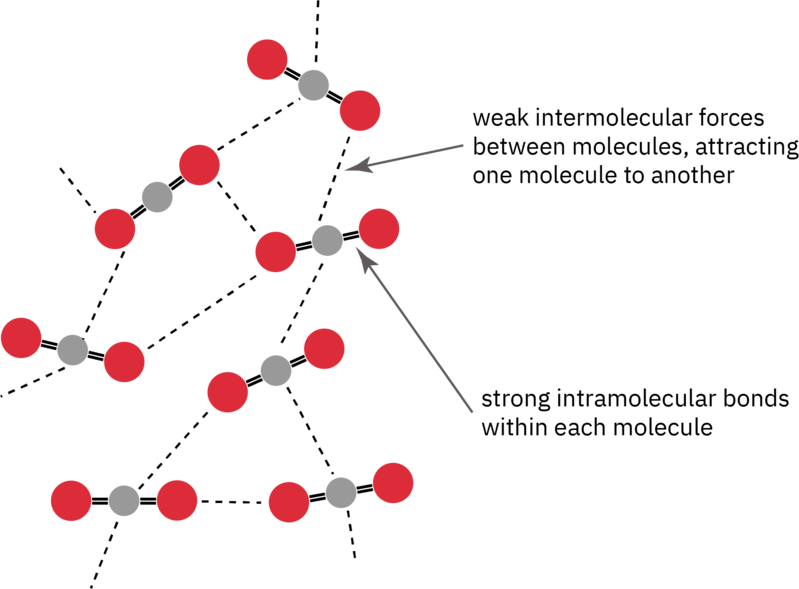 weak intermolecular forces
between molecules, attracting
one molecule to another
strong intramolecular bonds
within each molecule